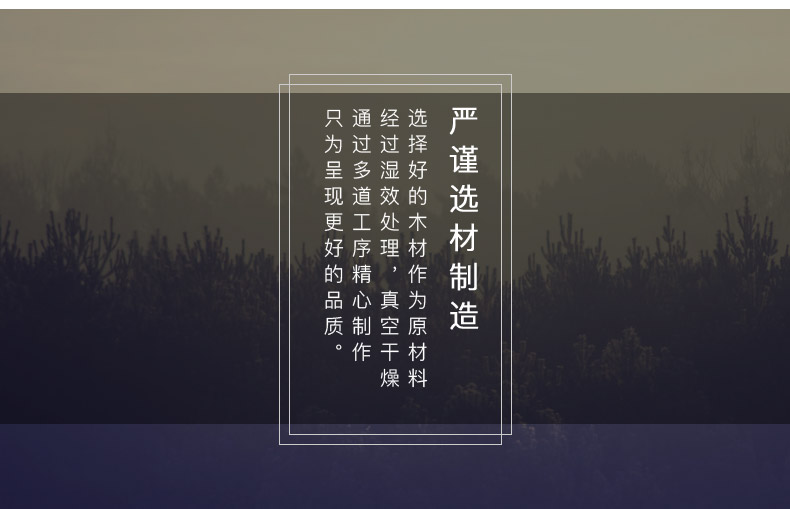 严谨选材制造
选择好的木材作为原材料
经过湿效处理，真空干燥
通过多道工序精心制作
只为呈现更好的品质。